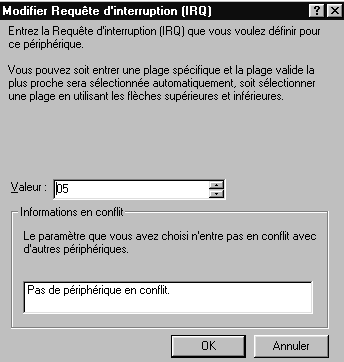 Modifier Requête d'interruption (IRQ)
Entrez la Requête d'interruption (IRQ) que vous voulez définir pour
ce périphérique.
Vous pouvez soit entrer une plage spécifique et la plage valide la
plus proche sera sélectionnée automatiquement, soit sélectionner
une plage en utilisant les flèches supérieures et inférieures.
Valeur : 05
Informations en conflit
Le paramètre que vous avez choisi n'entre pas en conflit avec
d'autres périphériques.
Pas de périphérique en conflit.
OK Annuler